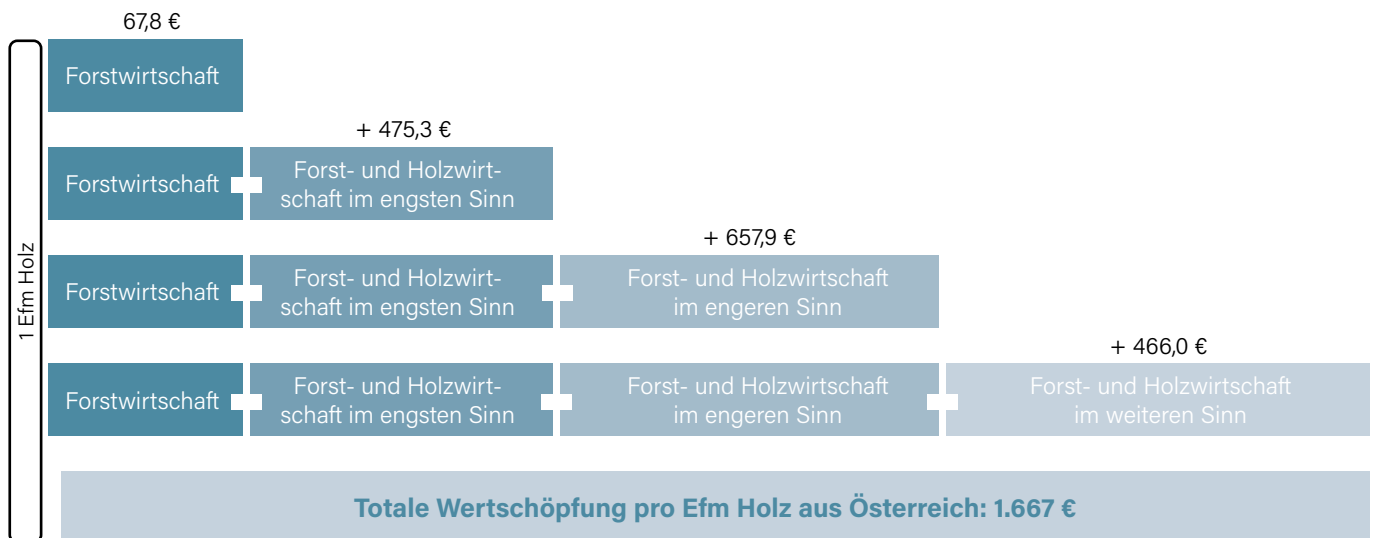 67,8 €
Forstwirtschaft
+ 475,3 €
Forstwirtschaft
Forst- und Holzwirt-
schaft im engsten Sinn
+ 657,9 €
Forstwirtschaft
Forst- und Holzwirt-
schaft im engsten Sinn
Forst- und Holzwirtschaft
im engeren Sinn
+ 466,0 €
Forstwirtschaft
Forst- und Holzwirt-
schaft im engsten Sinn
Forst- und Holzwirtschaft
im engeren Sinn
Forst- und Holzwirtschaft
im weiteren Sinn
1 Efm Holz
Totale Wertschöpfung pro Efm Holz aus Österreich: 1.667 €